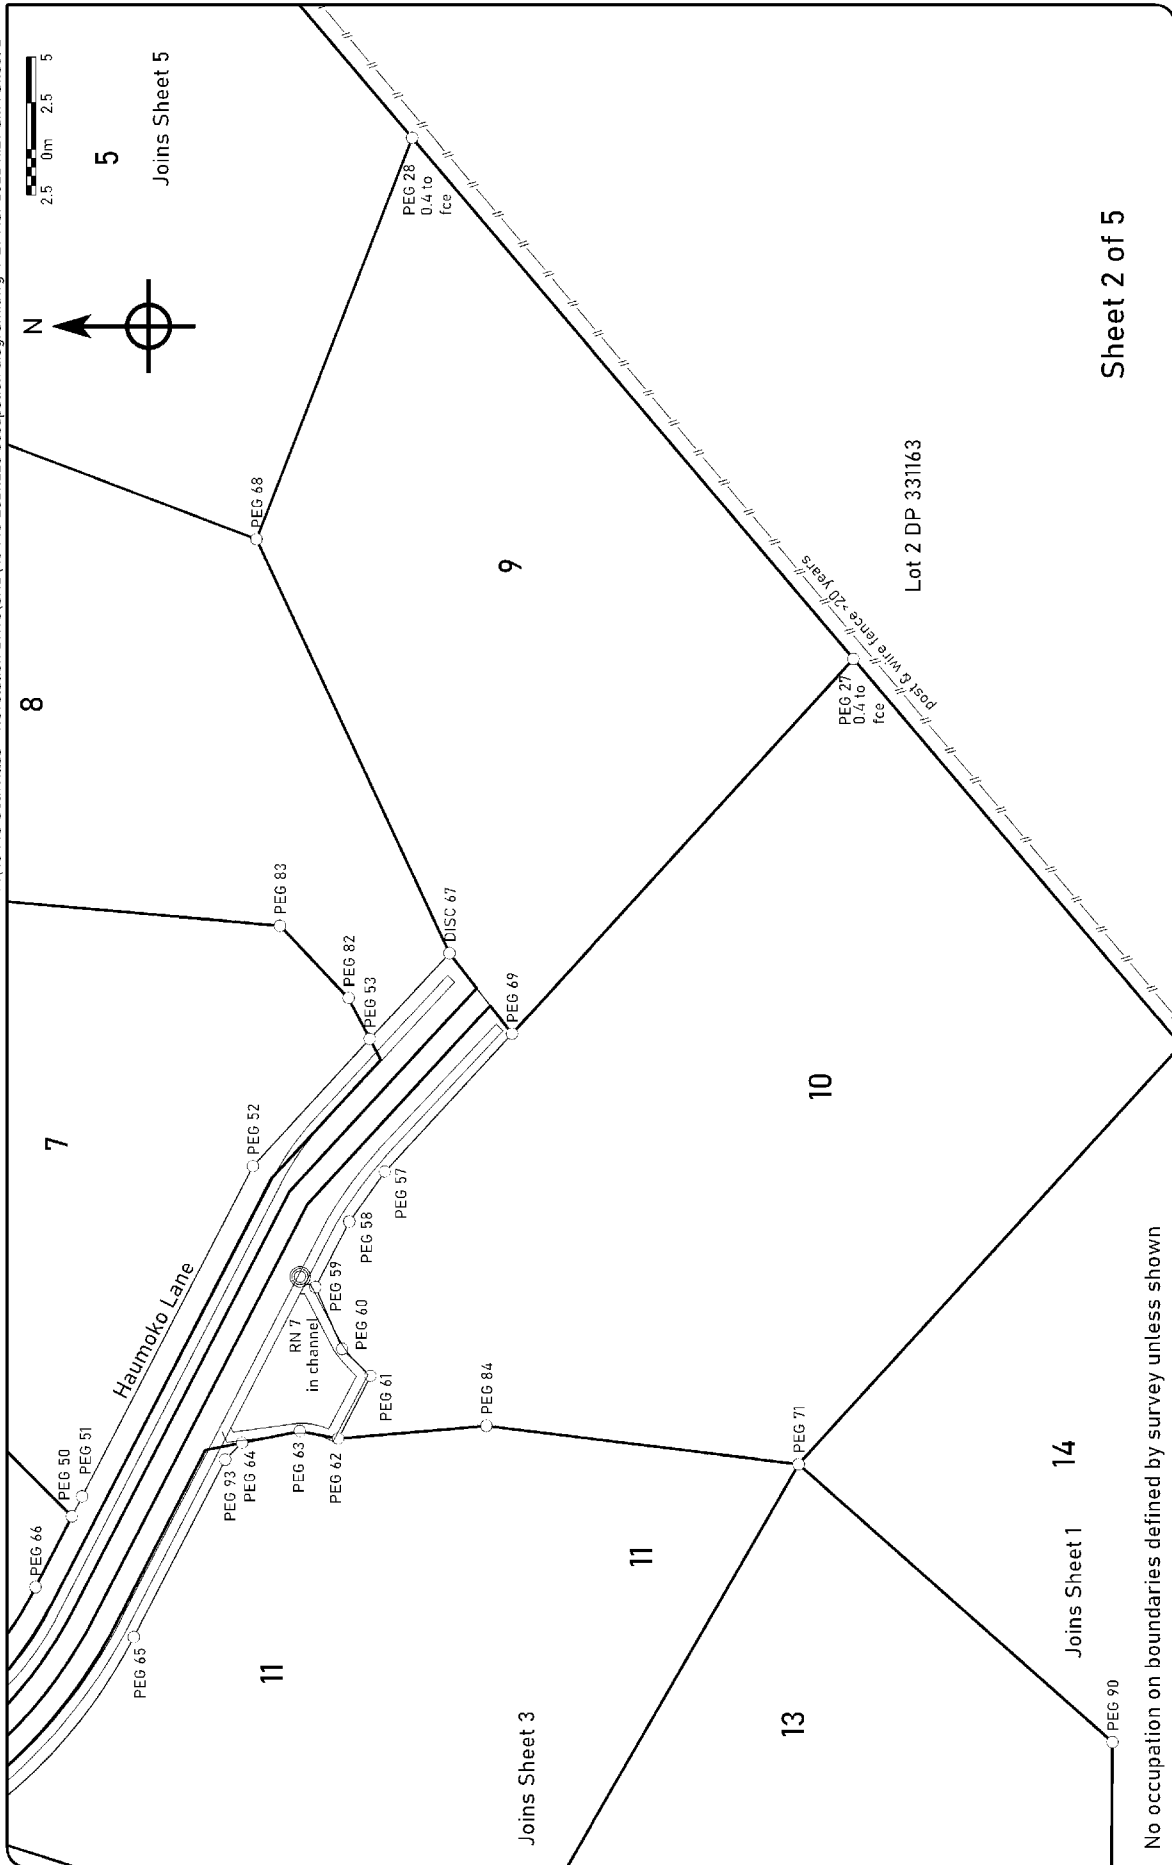 2.5 0m 2.5 5
5
Joins Sheet 5
N
8
7
9
10
11
11
13
14
PEG 28
0.4 to
fce
PEG 68
PEG 83
PEG 82
PEG 53
DISC 67
PEG 69
PEG 52
PEG 57
PEG 58
PEG 59
PEG 60
PEG 61
RN 7
in channel
Haumoko Lane
PEG 50
PEG 51
PEG 66
PEG 65
PEG 93
PEG 64
PEG 63
PEG 62
PEG 84
PEG 71
PEG 90
PEG 27
0.4 to
fce
post & wire fence >20 years
Lot 2 DP 331163
Joins Sheet 3
Joins Sheet 1
Sheet 2 of 5
No occupation on boundaries defined by survey unless shown